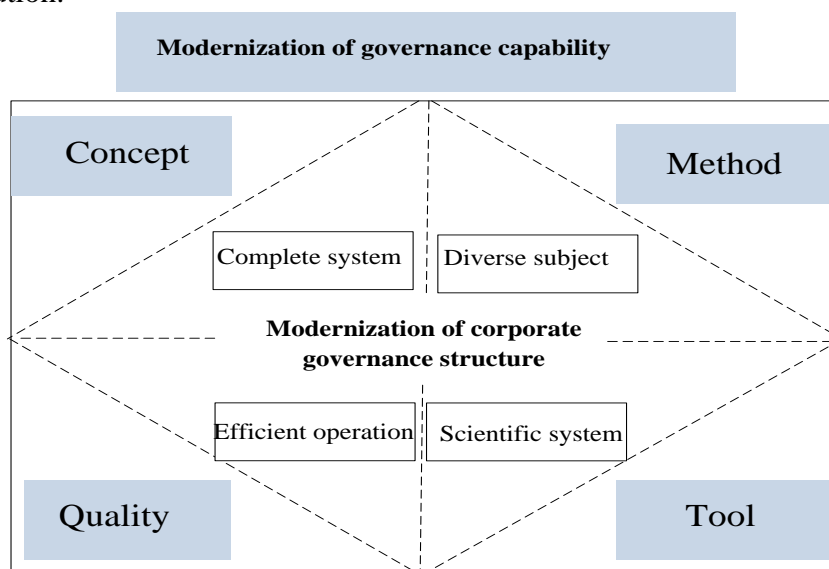 Modernization of governance capability
Concept
Method
Complete system
Diverse subject
Modernization of corporate
governance structure
Efficient operation
Scientific system
Quality
Tool